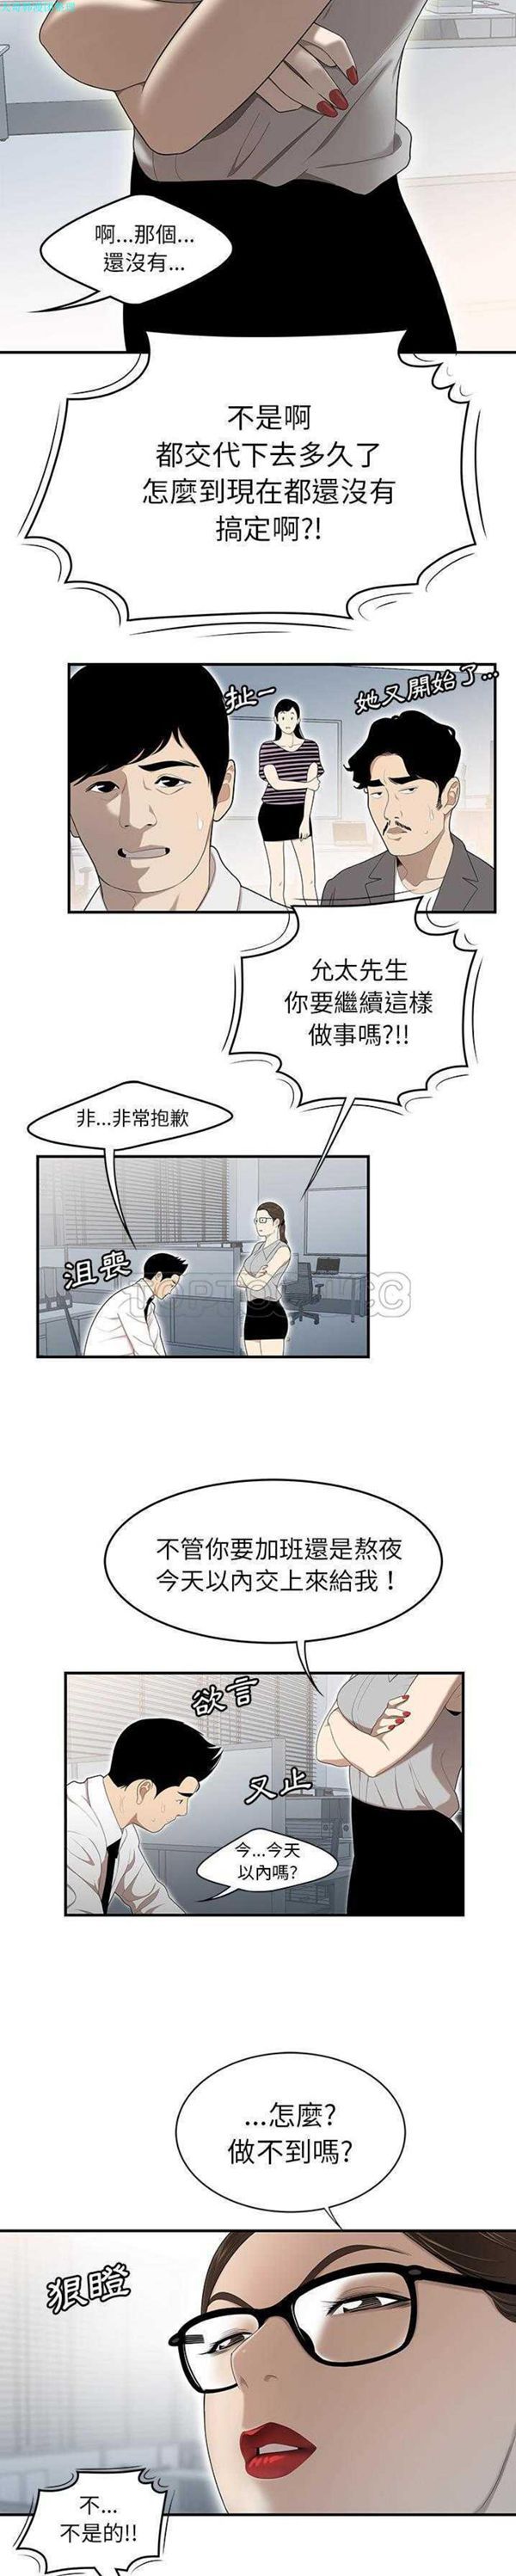 啊...那個...
還沒有...
不是啊
都交代下去多久了
怎麼到現在都還沒有
搞定啊?!
扯一
她又開始了...
允太先生
你要繼續這樣
做事嗎?!!
非...非常抱歉
沮喪
不管你要加班還是熬夜
今天以內交上來給我！
欲言
又止
今...今天
以內嗎?
...怎麼?
做不到嗎?
狠瞪
不...
不是的!!